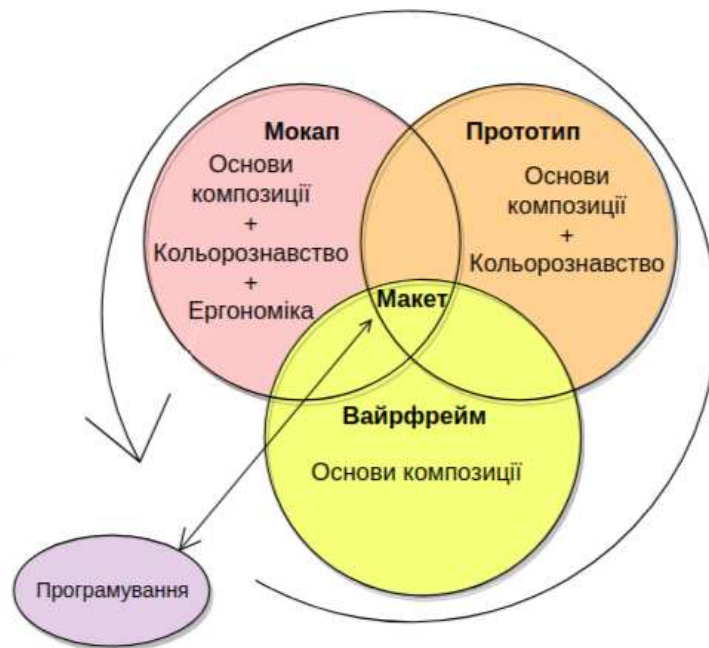 Мокап
Основи
композиції
+
Кольорознавство
+
Ергономіка
Прототип
Основи
композиції
+
Кольорознавство
Макет
Вайрфрейм
Основи композиції
Програмування